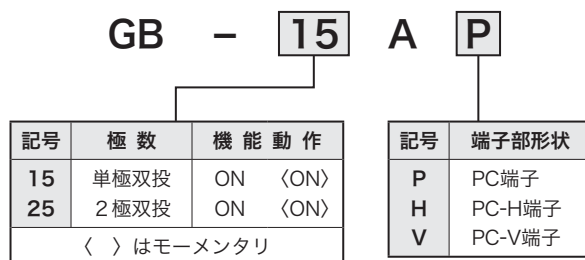 GB – 15 A P
記号 極数 機能動作
15 単極双投 ON 〈ON〉
25 2極双投 ON 〈ON〉
〈 〉はモーメンタリ
記号 端子部形状
P PC端子
H PC-H端子
V PC-V端子